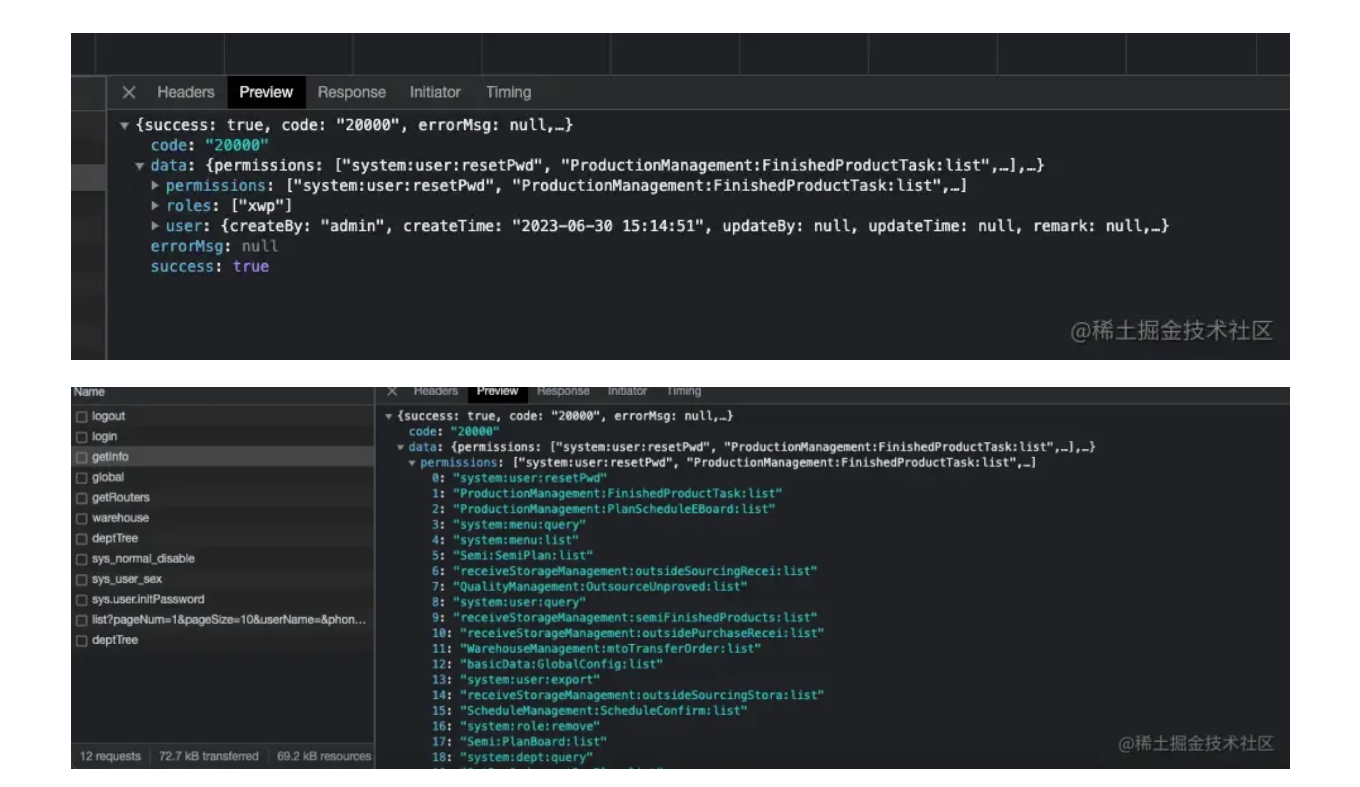 Headers Preview Response Initiator Timing
{success: true, code: "20000", errorMsg: null,…}
code: "20000"
data: {permissions: ["system:user:resetPwd", "ProductionManagement:FinishedProductTask:list",…],…}
permissions: ["system:user:resetPwd", "ProductionManagement:FinishedProductTask:list",…]
roles: ["xwp"]
user: {createBy: "admin", createTime: "2023-06-30 15:14:51", updateBy: null, updateTime: null, remark: null,…}
errorMsg: null
success: true
@稀土掘金技术社区
Name
logout
login
getInfo
global
getRouters
warehouse
deptTree
sys_normal_disable
sys_user_sex
sys.user.initPassword
list?pageNum=1&pageSize=10&userName=&phon...
deptTree
12 requests 72.7 kB transferred 69.2 kB resources
Headers Preview Response Initiator Timing
{success: true, code: "20000", errorMsg: null,…}
code: "20000"
data: {permissions: ["system:user:resetPwd", "ProductionManagement:FinishedProductTask:list",…],…}
permissions: ["system:user:resetPwd", "ProductionManagement:FinishedProductTask:list",…]
0: "system:user:resetPwd"
1: "ProductionManagement:FinishedProductTask:list"
2: "ProductionManagement:PlanScheduleEBoard:list"
3: "system:menu:query"
4: "system:menu:list"
5: "Semi:SemiPlan:list"
6: "receiveStorageManagement:outsideSourcingRecei:list"
7: "QualityManagement:OutsourceUnproved:list"
8: "system:user:query"
9: "receiveStorageManagement:semiFinishedProducts:list"
10: "receiveStorageManagement:outsidePurchaseRecei:list"
11: "WarehouseManagement:mtoTransferOrder:list"
12: "basicData:GlobalConfig:list"
13: "system:user:export"
14: "receiveStorageManagement:outsideSourcingStora:list"
15: "ScheduleManagement:ScheduleConfirm:list"
16: "system:role:remove"
17: "Semi:PlanBoard:list"
18: "system:dept:query"
@稀土掘金技术社区